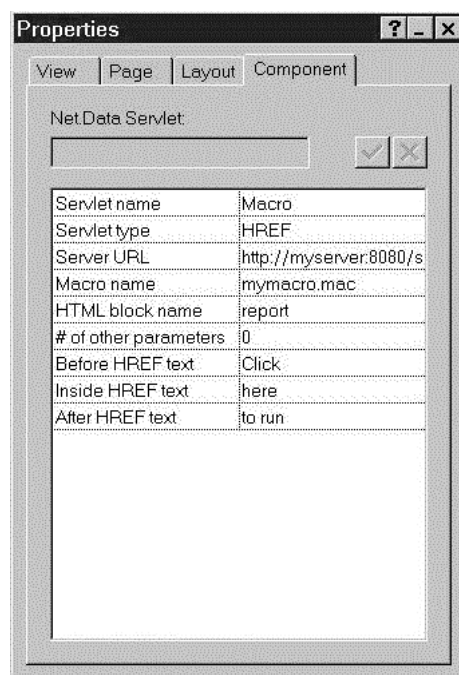 Properties ? _ x
View Page Layout Component
Net.Data Servlet:
Servlet name Macro
Servlet type HREF
Server URL http://myserver:8080/s
Macro name mymacro.mac
HTML block name report
# of other parameters 0
Before HREF text Click
Inside HREF text here
After HREF text to run